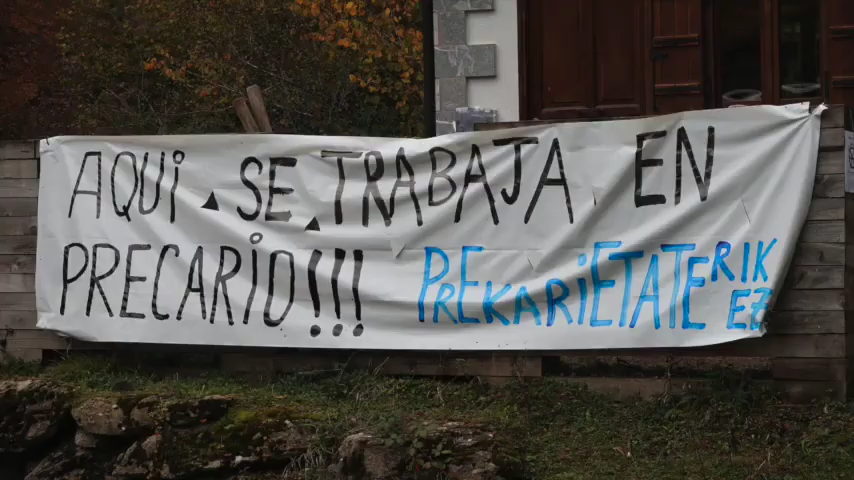 AQUi SE TRABAJA EN
PRECARiO!!! PREKARiETATERIK
EZ